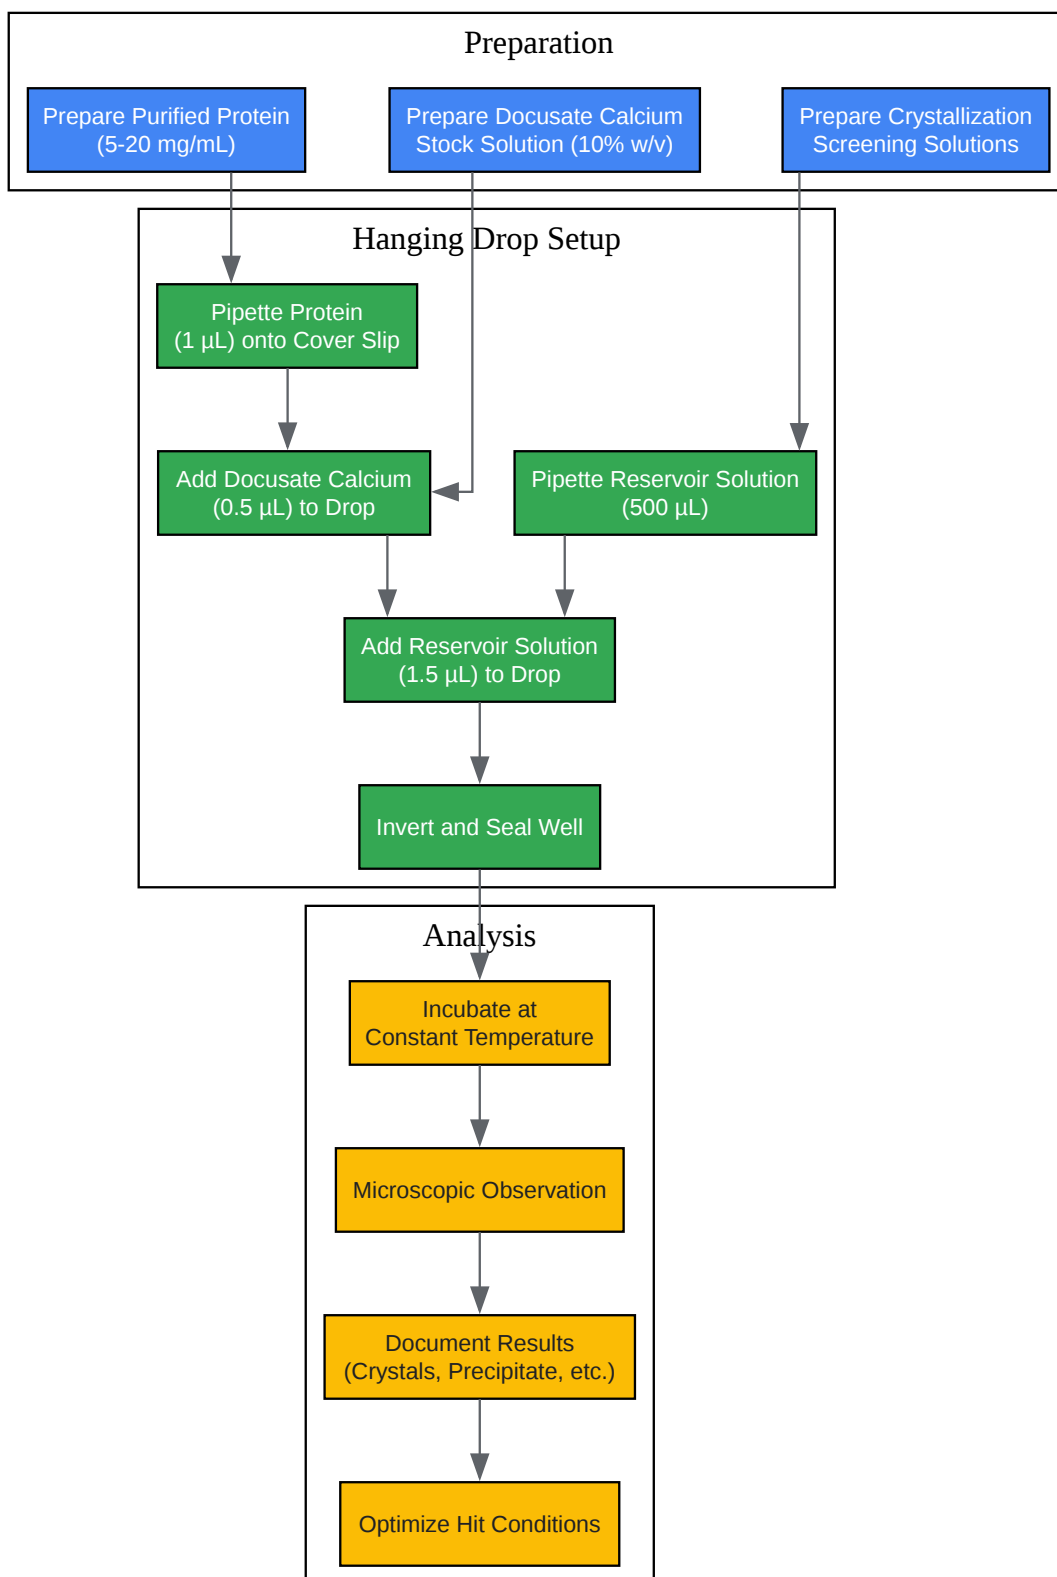 Preparation
Prepare Purified Protein
(5-20 mg/mL)
Prepare Docusate Calcium
Stock Solution (10% w/v)
Prepare Crystallization
Screening Solutions
Hanging Drop Setup
Pipette Protein
(1 µL) onto Cover Slip
Add Docusate Calcium
(0.5 µL) to Drop
Pipette Reservoir Solution
(500 µL)
Add Reservoir Solution
(1.5 µL) to Drop
Invert and Seal Well
Analysis
Incubate at
Constant Temperature
Microscopic Observation
Document Results
(Crystals, Precipitate, etc.)
Optimize Hit Conditions